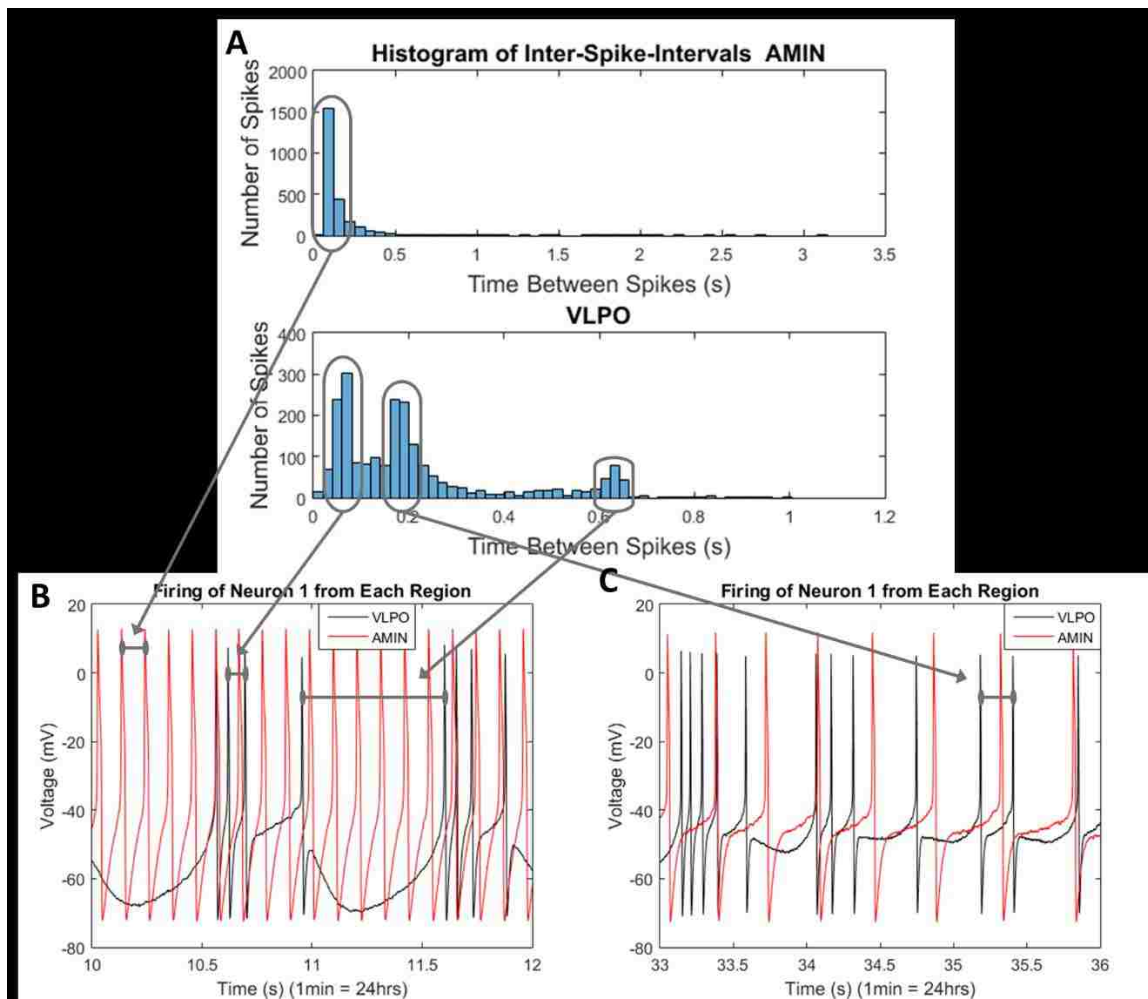 A
Histogram of Inter-Spike-Intervals AMIN
Number of Spikes
2000
1500
1000
500
0
0 0.5 1 1.5 2 2.5 3 3.5
Time Between Spikes (s)
VLPO
Number of Spikes
400
300
200
100
0
0 0.2 0.4 0.6 0.8 1 1.2
Time Between Spikes (s)
B
Firing of Neuron 1 from Each Region
VLPO
AMIN
Voltage (mV)
20
0
-20
-40
-60
-80
10 10.5 11 11.5 12
Time (s) (1min = 24hrs)
C
Firing of Neuron 1 from Each Region
VLPO
AMIN
Voltage (mV)
20
0
-20
-40
-60
-80
33 33.5 34 34.5 35 35.5 36
Time (s) (1min = 24hrs)